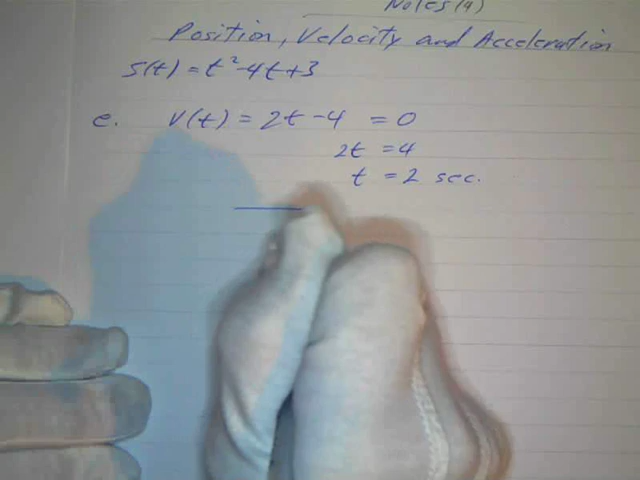 Notes (4)
Position, Velocity and Acceleration
s(t) = t²-4t+3
e. v(t) = 2t-4 = 0
2t = 4
t = 2 sec.